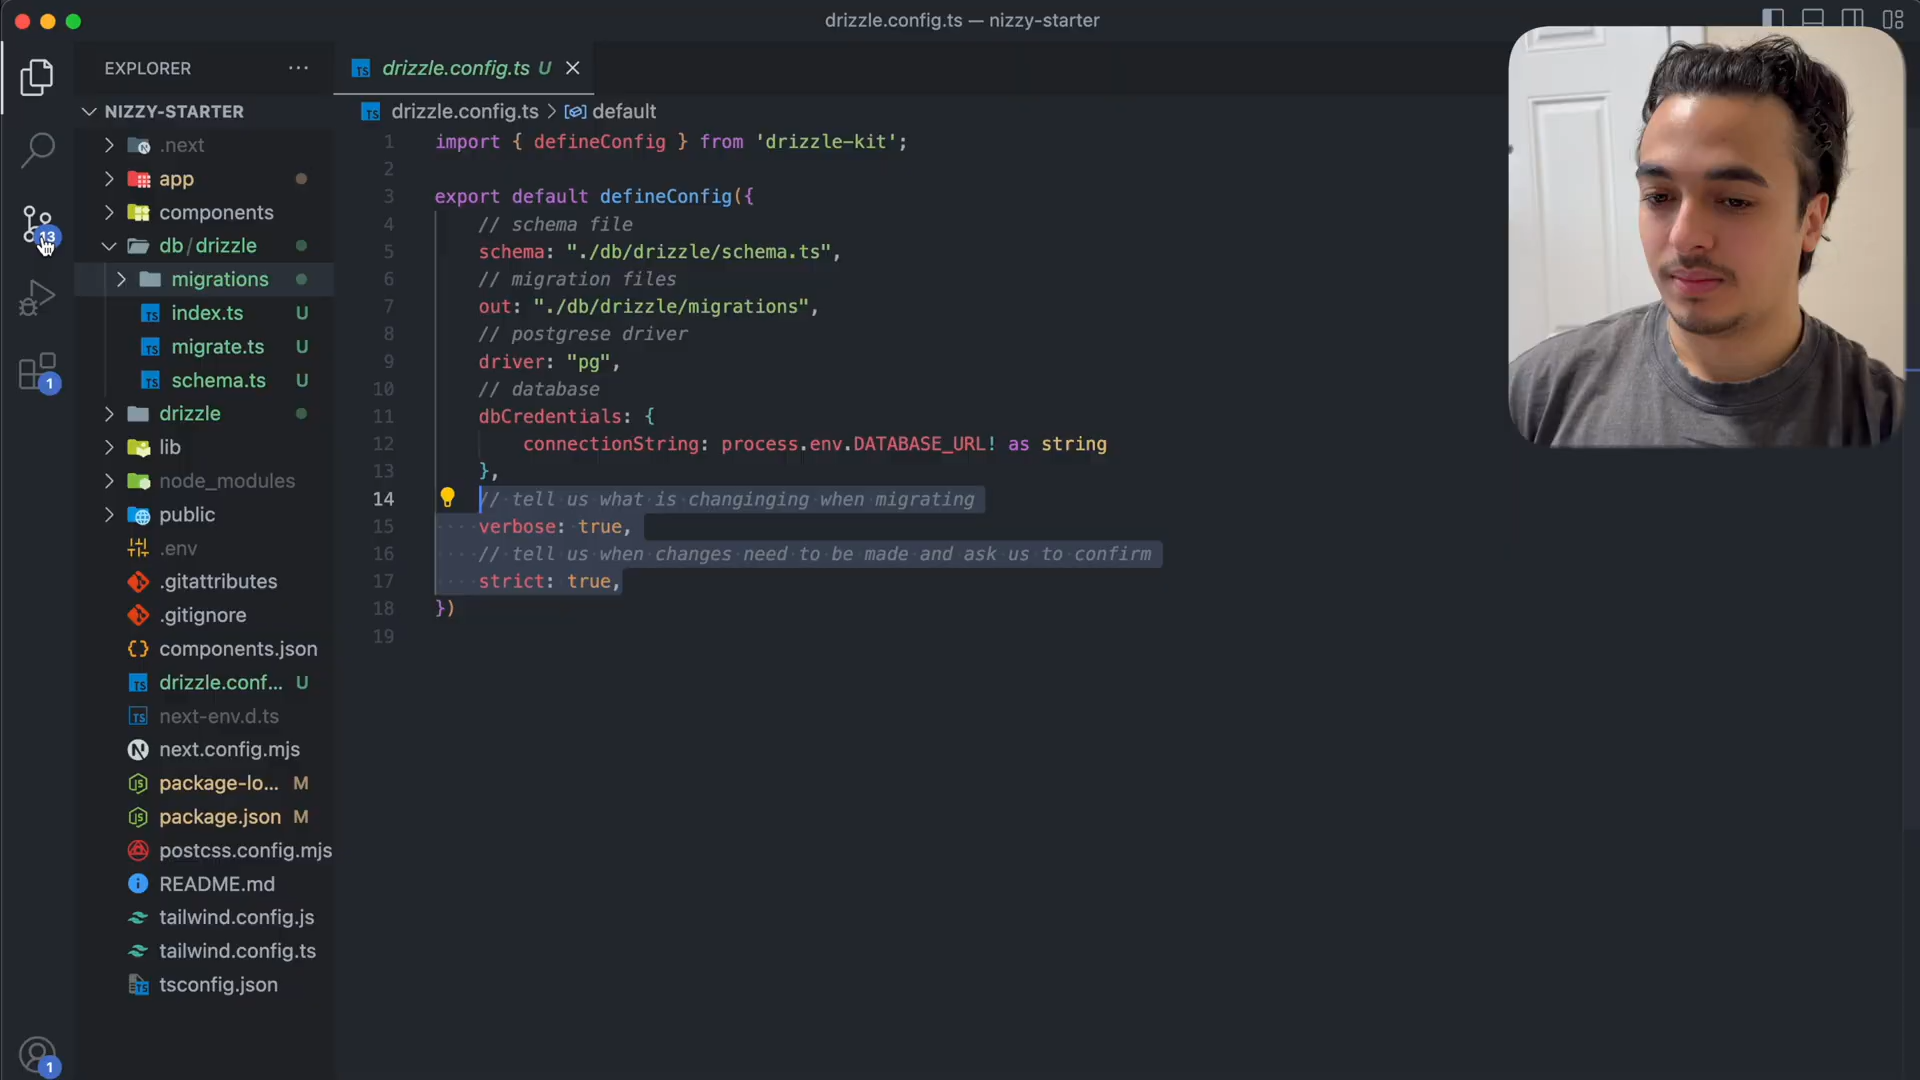 drizzle.config.ts — nizzy-starter
EXPLORER
NIZZY-STARTER
.next
app
components
db / drizzle
migrations
index.ts U
migrate.ts U
schema.ts U
drizzle
lib
node_modules
public
.env
.gitattributes
.gitignore
components.json
drizzle.conf... U
next-env.d.ts
next.config.mjs
package-lo... M
package.json M
postcss.config.mjs
README.md
tailwind.config.js
tailwind.config.ts
tsconfig.json
13
1
1
drizzle.config.ts U
drizzle.config.ts > default
1 import { defineConfig } from 'drizzle-kit';
2
3 export default defineConfig({
4 // schema file
5 schema: "./db/drizzle/schema.ts",
6 // migration files
7 out: "./db/drizzle/migrations",
8 // postgrese driver
9 driver: "pg",
10 // database
11 dbCredentials: {
12 connectionString: process.env.DATABASE_URL! as string
13 },
14 // tell us what is changinging when migrating
15 verbose: true,
16 // tell us when changes need to be made and ask us to confirm
17 strict: true,
18 })
19